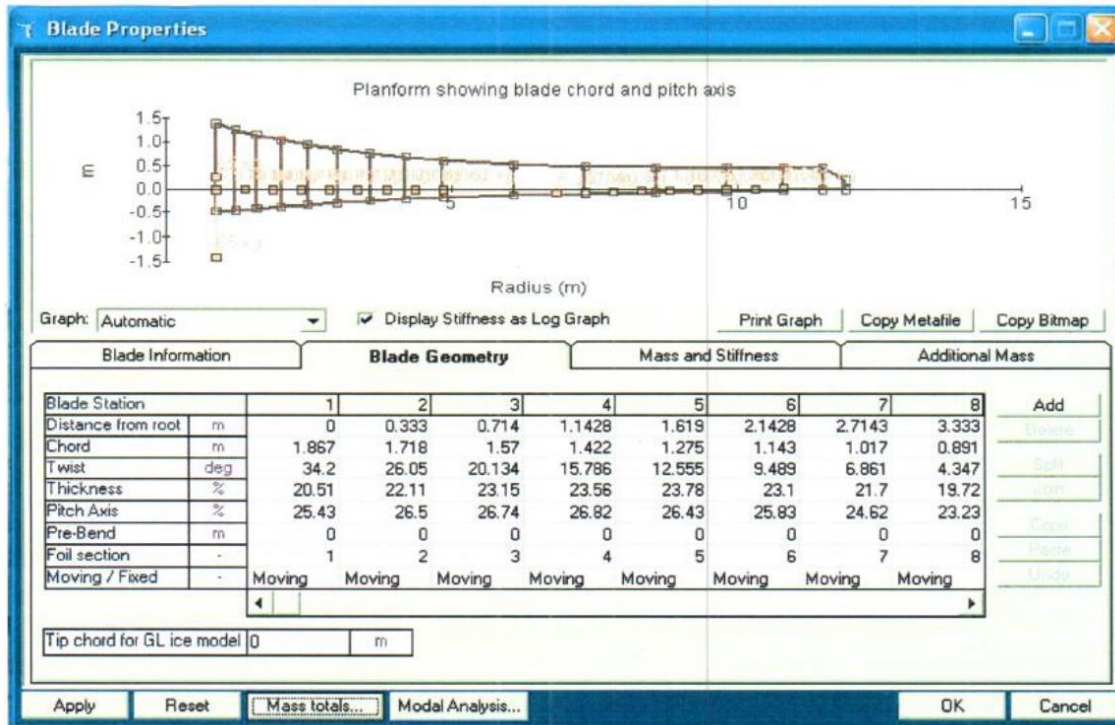 Blade Properties
Planform showing blade chord and pitch axis
m
1.5
1.0
0.5
0.0
-0.5
-1.0
-1.5
5
10
15
Radius (m)
Graph: Automatic Display Stiffness as Log Graph Print Graph Copy Metafile Copy Bitmap
Blade Information Blade Geometry Mass and Stiffness Additional Mass
Blade Station 1 2 3 4 5 6 7 8 Add
Distance from root m 0 0.333 0.714 1.1428 1.619 2.1428 2.7143 3.333 Delete
Chord m 1.867 1.718 1.57 1.422 1.275 1.143 1.017 0.891
Twist deg 34.2 26.05 20.134 15.786 12.555 9.489 6.861 4.347 Split
Thickness % 20.51 22.11 23.15 23.56 23.78 23.1 21.7 19.72 Join
Pitch Axis % 25.43 26.5 26.74 26.82 26.43 25.83 24.62 23.23
Pre-Bend m 0 0 0 0 0 0 0 0 Copy
Foil section - 1 2 3 4 5 6 7 8 Paste
Moving / Fixed - Moving Moving Moving Moving Moving Moving Moving Moving Undo
Tip chord for GL ice model 0 m
Apply Reset Mass totals... Modal Analysis... OK Cancel